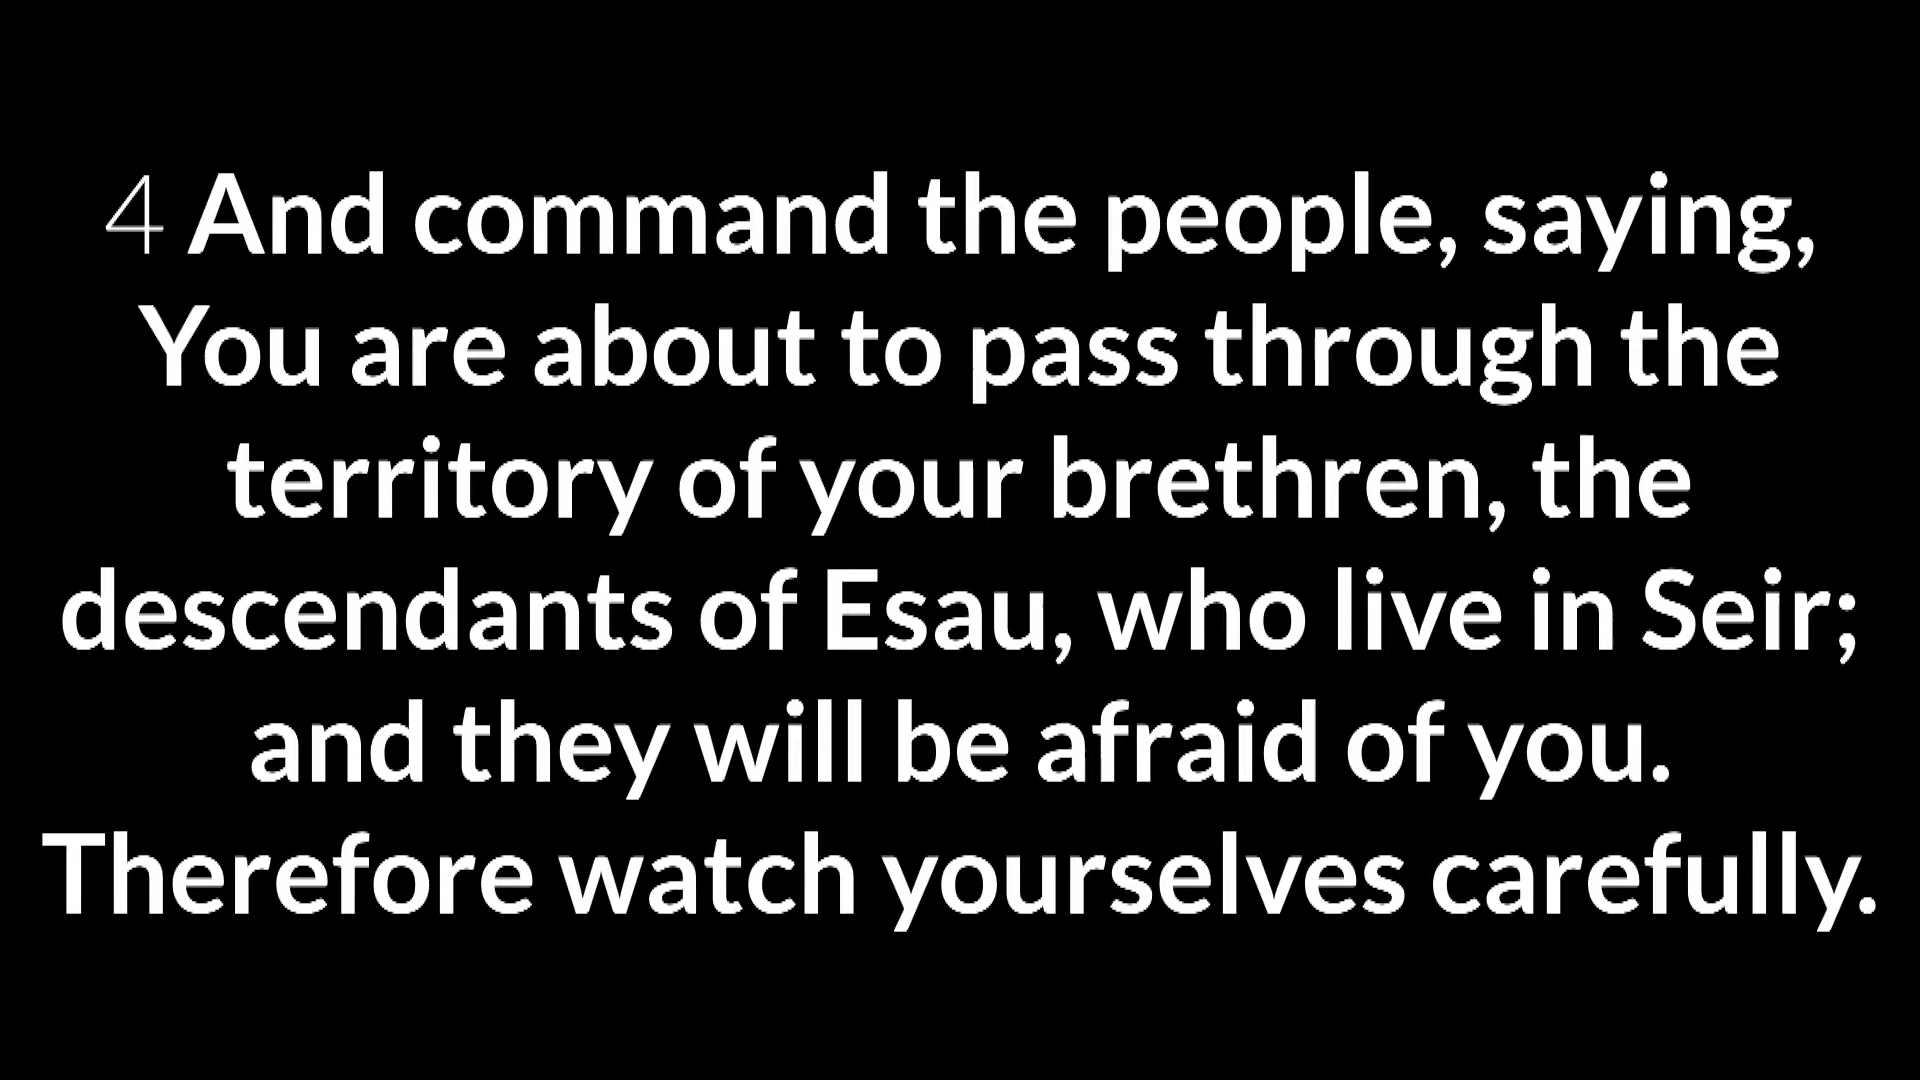 4 And command the people, saying,
You are about to pass through the
territory of your brethren, the
descendants of Esau, who live in Seir;
and they will be afraid of you.
Therefore watch yourselves carefully.